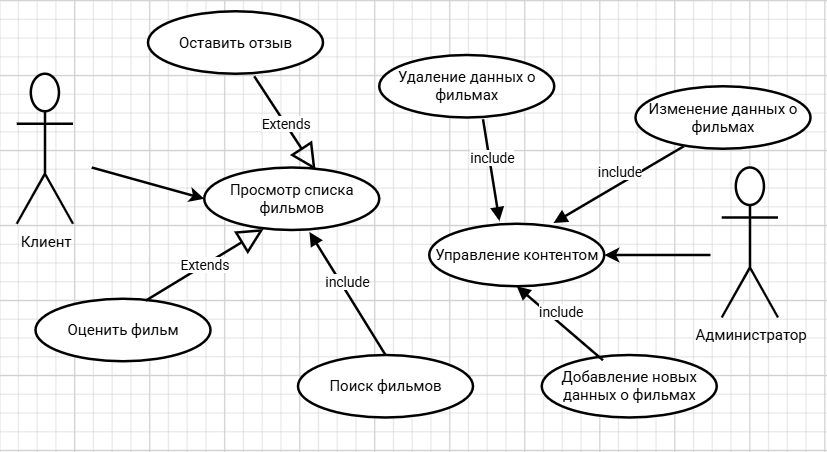 Оставить отзыв
Удаление данных о
фильмах
Изменение данных о
фильмах
Extends
include
include
Просмотр списка
фильмов
Клиент
Управление контентом
Extends
include
include
Оценить фильм
Администратор
Поиск фильмов
Добавление новых
данных о фильмах